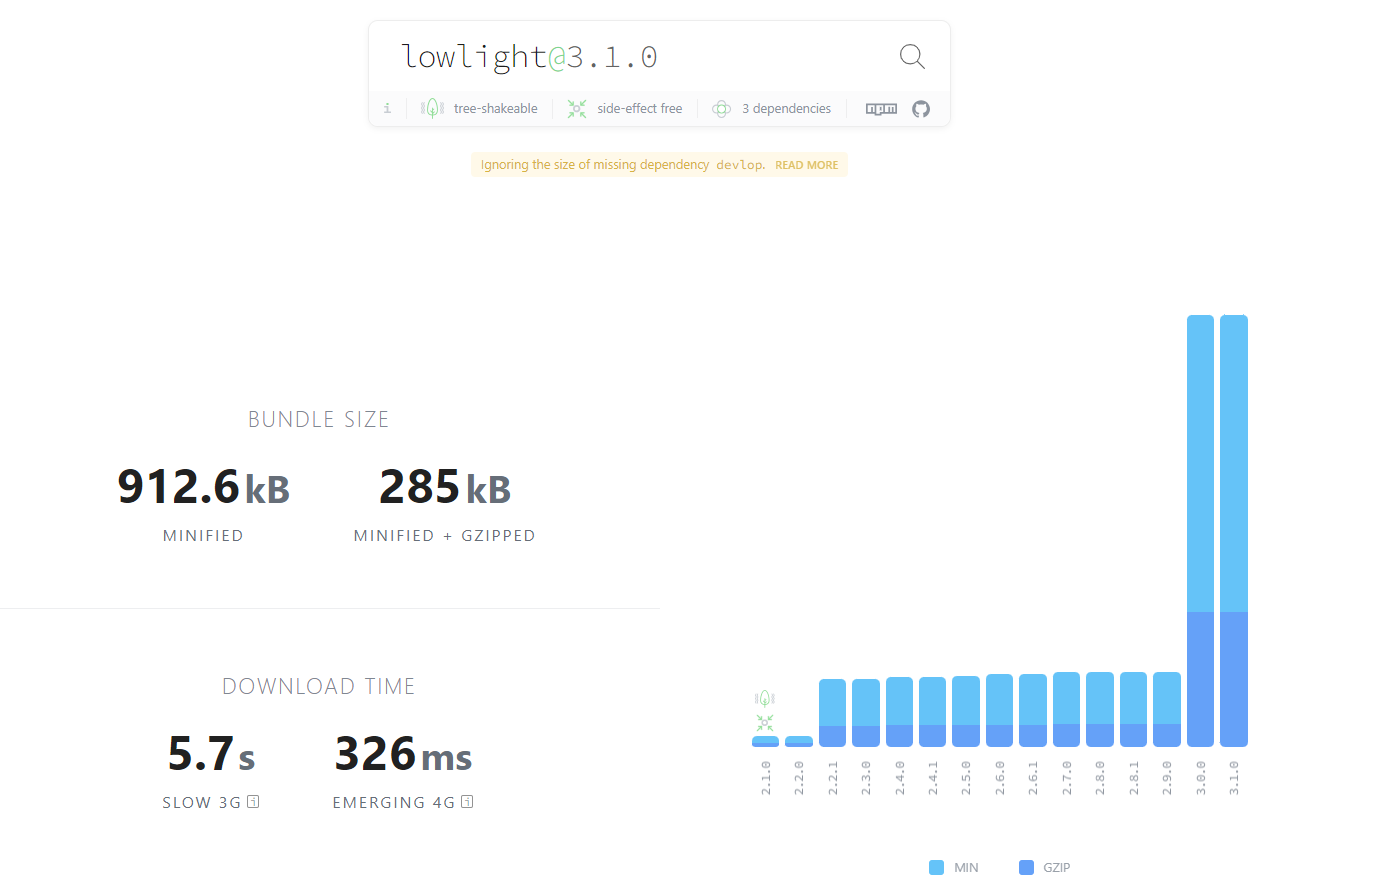 lowlight@3.1.0
i tree-shakeable side-effect free 3 dependencies npm
Ignoring the size of missing dependency devlop. READ MORE
BUNDLE SIZE
912.6 kB 285 kB
MINIFIED MINIFIED + GZIPPED
DOWNLOAD TIME
5.7 s 326 ms
SLOW 3G i EMERGING 4G i
2.1.0 2.2.0 2.2.1 2.3.0 2.4.0 2.4.1 2.5.0 2.6.0 2.6.1 2.7.0 2.8.0 2.8.1 2.9.0 3.0.0 3.1.0
MIN GZIP